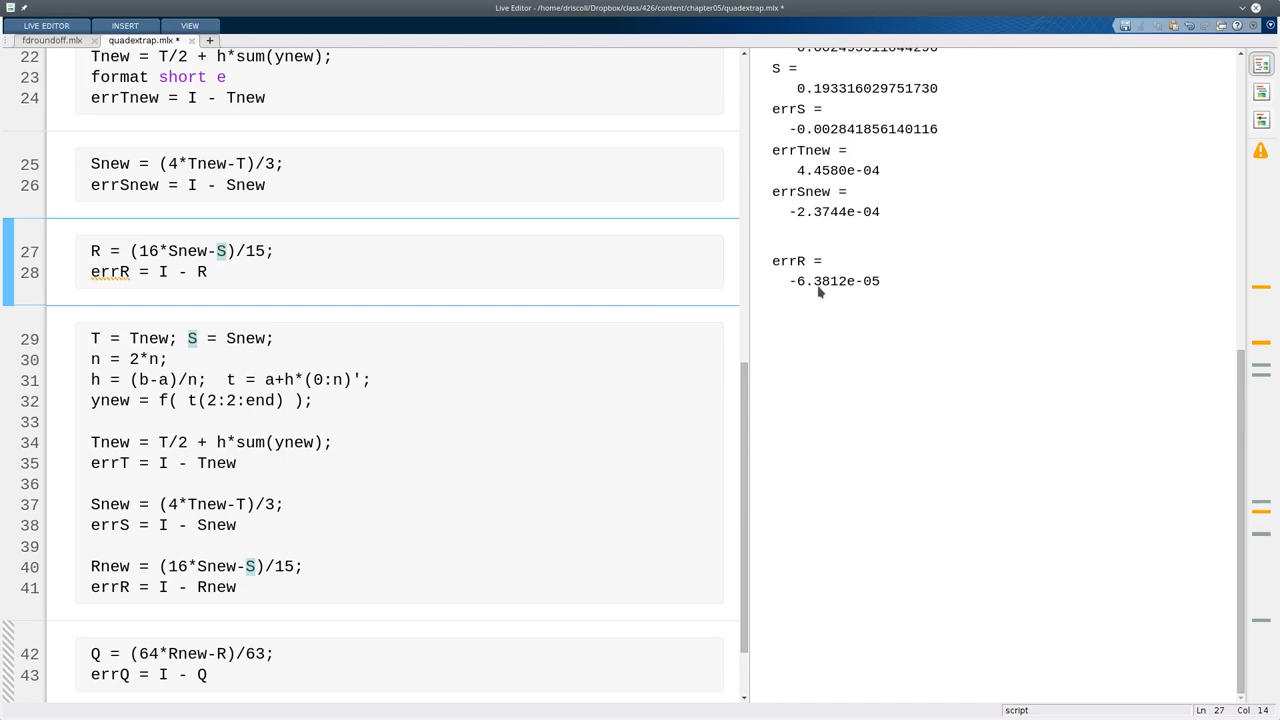 Live Editor - /home/driscoll/Dropbox/class/426/content/chapter05/quadextrap.mlx *
LIVE EDITOR INSERT VIEW
fdroundoff.mlx quadextrap.mlx *
22 Tnew = T/2 + h*sum(ynew);
23 format short e
24 errTnew = I - Tnew
25 Snew = (4*Tnew-T)/3;
26 errSnew = I - Snew
27 R = (16*Snew-S)/15;
28 errR = I - R
29 T = Tnew; S = Snew;
30 n = 2*n;
31 h = (b-a)/n;  t = a+h*(0:n)';
32 ynew = f( t(2:2:end) );
33
34 Tnew = T/2 + h*sum(ynew);
35 errT = I - Tnew
36
37 Snew = (4*Tnew-T)/3;
38 errS = I - Snew
39
40 Rnew = (16*Snew-S)/15;
41 errR = I - Rnew
42 Q = (64*Rnew-R)/63;
43 errQ = I - Q
S =
0.193316029751730
errS =
-0.002841856140116
errTnew =
4.4580e-04
errSnew =
-2.3744e-04
errR =
-6.3812e-05
script Ln 27 Col 14